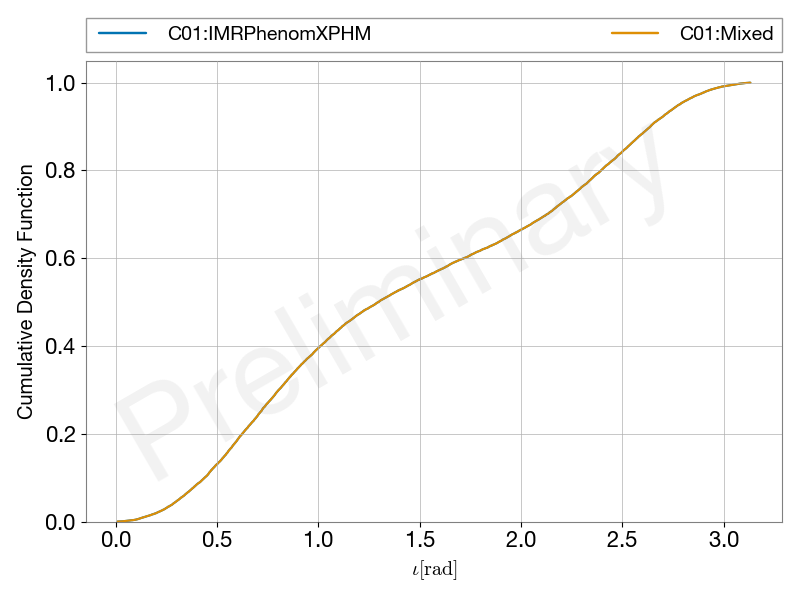 C01:IMRPhenomXPHM C01:Mixed
1.0
0.8
0.6
0.4
0.2
0.0
Cumulative Density Function
Preliminary
0.0 0.5 1.0 1.5 2.0 2.5 3.0
ι[rad]